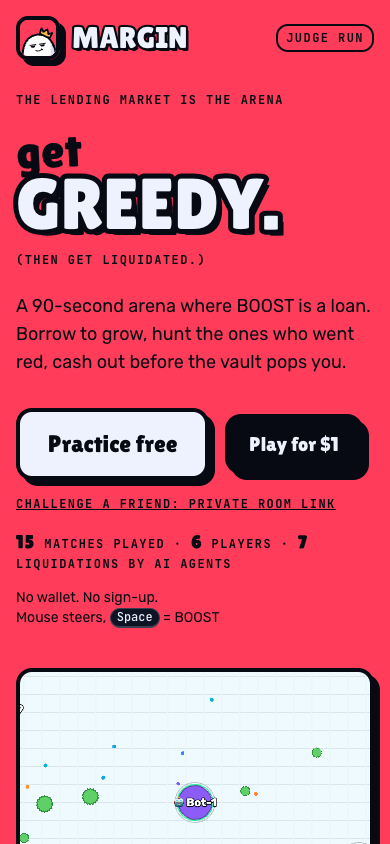 MARGIN
JUDGE RUN
THE LENDING MARKET IS THE ARENA
get
GREEDY.
(THEN GET LIQUIDATED.)
A 90-second arena where BOOST is a loan.
Borrow to grow, hunt the ones who went
red, cash out before the vault pops you.
Practice free
Play for $1
CHALLENGE A FRIEND: PRIVATE ROOM LINK
15 MATCHES PLAYED · 6 PLAYERS · 7
LIQUIDATIONS BY AI AGENTS
No wallet. No sign-up.
Mouse steers, Space = BOOST
Bot-1